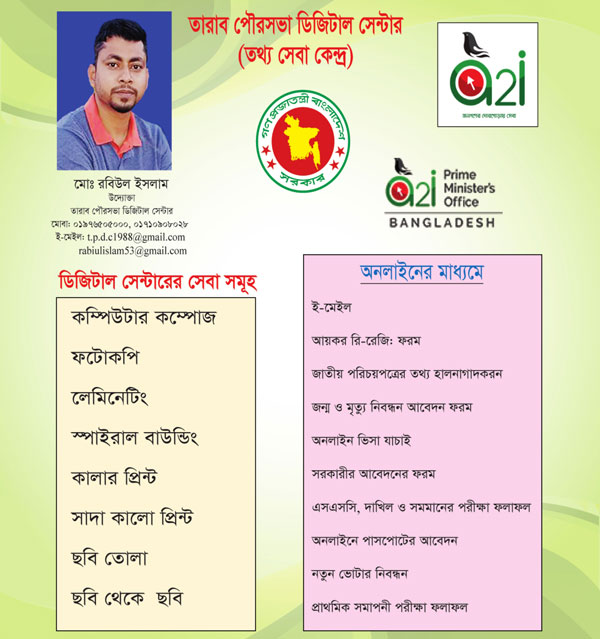 তারাব পৌরসভা ডিজিটাল সেন্টার
(তথ্য সেবা কেন্দ্র)
a2i
জনগণের দোরগোড়ায় সেবা
গণপ্রজাতন্ত্রী বাংলাদেশ
সরকার
a2i Prime
Minister's
Office
BANGLADESH
মোঃ রবিউল ইসলাম
উদ্যোক্তা
তারাব পৌরসভা ডিজিটাল সেন্টার
মোবা: ০১৯৭৬৫০৫০০০, ০১৭১০৯০৮০২৮
ই-মেইল: t.p.d.c1988@gmail.com
rabiulislam53@gmail.com
ডিজিটাল সেন্টারের সেবা সমূহ
কম্পিউটার কম্পোজ
ফটোকপি
লেমিনেটিং
স্পাইরাল বাউন্ডিং
কালার প্রিন্ট
সাদা কালো প্রিন্ট
ছবি তোলা
ছবি থেকে ছবি
অনলাইনের মাধ্যমে
ই-মেইল
আয়কর রি-রেজি: ফরম
জাতীয় পরিচয়পত্রের তথ্য হালনাগাদকরন
জন্ম ও মৃত্যু নিবন্ধন আবেদন ফরম
অনলাইন ভিসা যাচাই
সরকারীর আবেদনের ফরম
এসএসসি, দাখিল ও সমমানের পরীক্ষা ফলাফল
অনলাইনে পাসপোটের আবেদন
নতুন ভোটার নিবন্ধন
প্রাথমিক সমাপনী পরীক্ষা ফলাফল